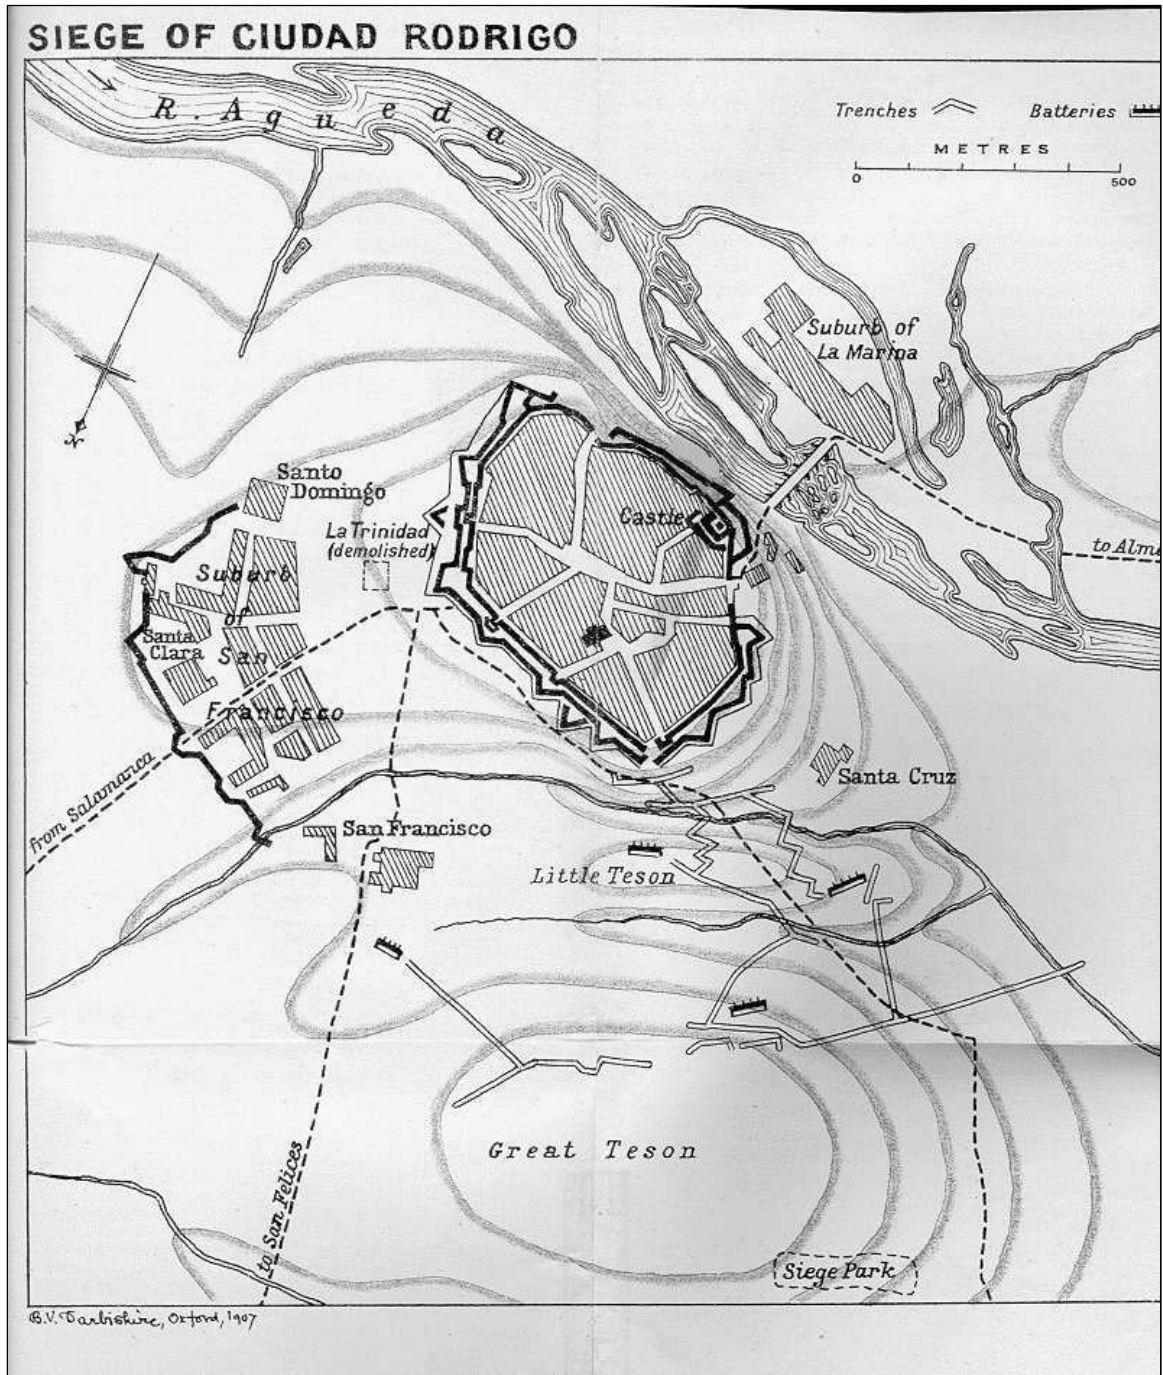 SIEGE OF CIUDAD RODRIGO
R. Agueda
Trenches
Batteries
METRES
0
500
Suburb of
La Marina
N
Santo
Domingo
La Trinidad
(demolished)
Castle
to Alme
Suburb
of
San
Francisco
Santa
Clara
from Salamanca
Santa Cruz
San Francisco
Little Teson
Great Teson
to San Felices
Siege Park
B.V. Darbishire, Oxford, 1907